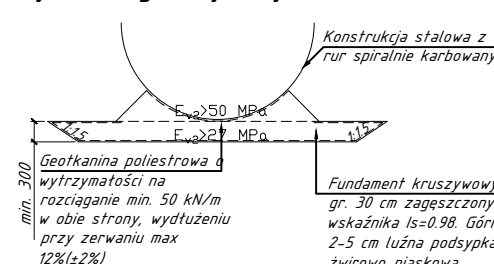 Konstrukcja stalowa z
rur spiralnie karbowany
Ev2>50 MPa
Ev2>27 MPa
1:1.5
1:1.5
min. 300
Geotkanina poliestrowa o
wytrzymałości na
rozciąganie min. 50 kN/m
w obie strony, wydłużeniu
przy zerwaniu max
12%(±2%)
Fundament kruszywowy
gr. 30 cm zagęszczony
wskaźnika Is=0.98. Górn
2-5 cm luźna podsypka
żwirowo piaskowa